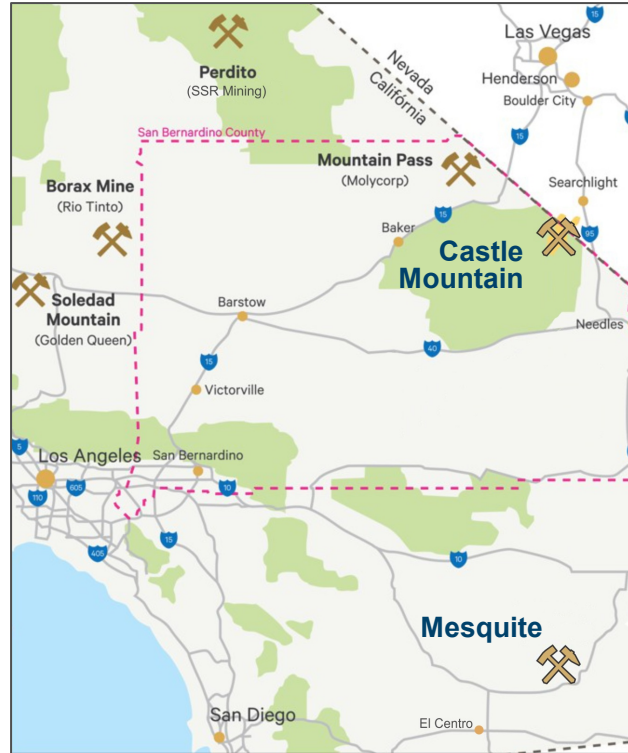 15
Las Vegas
Nevada
Califórnia
Henderson
Boulder City
Perdito
(SSR Mining)
San Bernardino County
15
Mountain Pass
(Molycorp)
Searchlight
Borax Mine
(Rio Tinto)
15
Baker
95
Castle
Mountain
Soledad
Mountain
(Golden Queen)
Barstow
Needles
40
15
Victorville
5
Los Angeles
San Bernardino
110
605
10
405
15
10
Mesquite
San Diego
El Centro